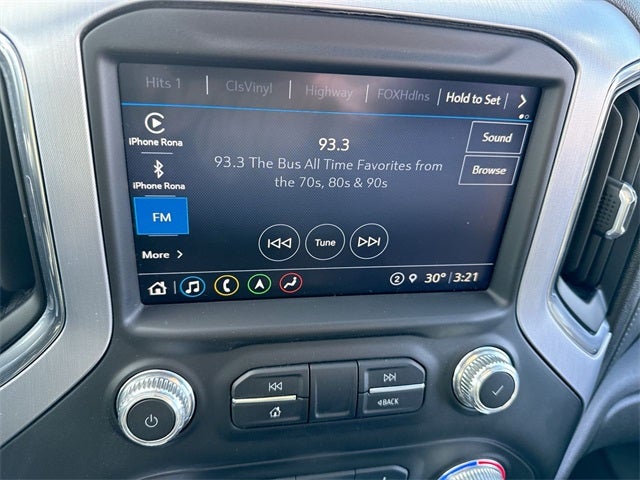 Hits 1 ClsVinyl Highway FOXHdlns Hold to Set
iPhone Rona
93.3
Sound
93.3 The Bus All Time Favorites from
the 70s, 80s & 90s
Browse
iPhone Rona
FM
Tune
More
2 30° 3:21
BACK